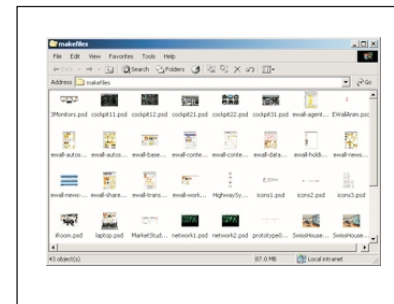 makefiles
File Edit View Favorites Tools Help
Back Search Folders
Address makefiles Go
3Monitors.psd cockpit11.psd cockpit12.psd cockpit21.psd cockpit22.psd cockpit31.psd ewall-agent... EWallAnim.psd
ewall-autos... ewall-autos... ewall-base... ewall-conte... ewall-conte... ewall-data... ewall-holdi... ewall-news...
ewall-news-... ewall-share... ewall-trans... ewall-work... HighwaySy... icons1.psd icons2.psd icons3.psd
iRoom.psd laptop.psd MarketStud... network1.psd network2.psd prototype0... SwissHouse... SwissHouse...
43 object(s) 87.0 MB Local intranet